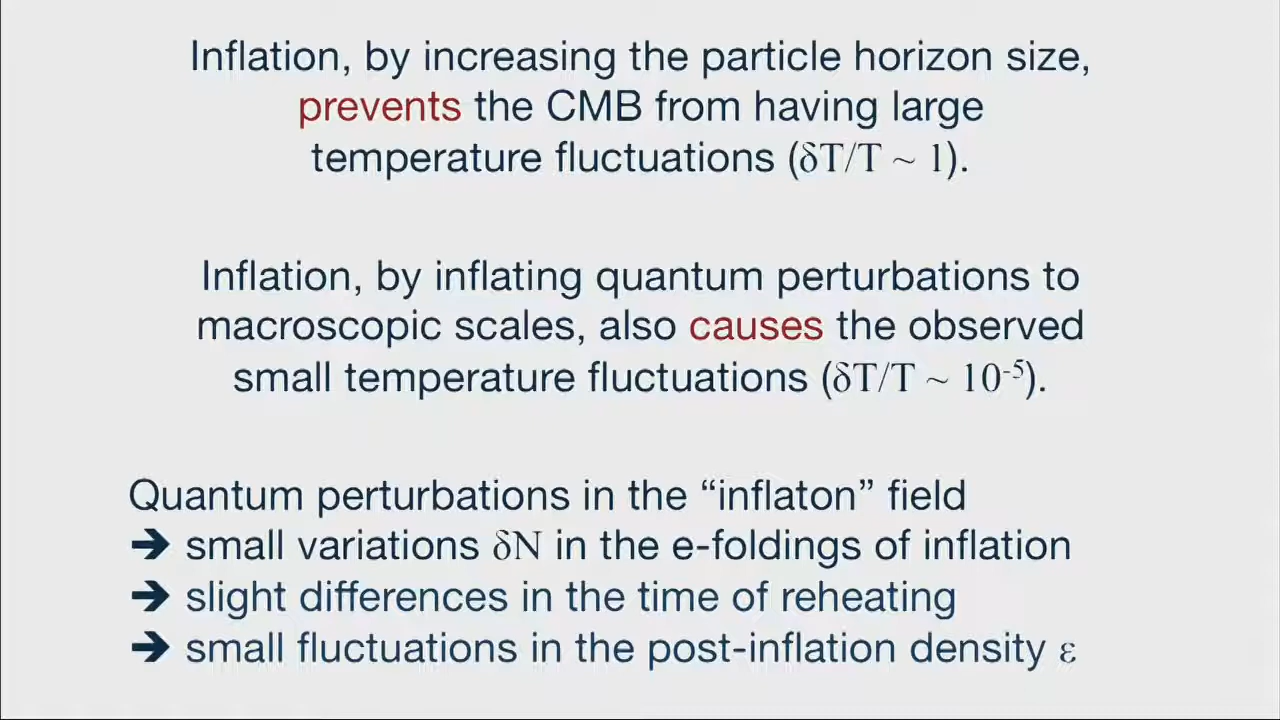 Inflation, by increasing the particle horizon size,
prevents the CMB from having large
temperature fluctuations (δT/T ~ 1).
Inflation, by inflating quantum perturbations to
macroscopic scales, also causes the observed
small temperature fluctuations (δT/T ~ 10⁻⁵).
Quantum perturbations in the “inflaton” field
➔ small variations δN in the e-foldings of inflation
➔ slight differences in the time of reheating
➔ small fluctuations in the post-inflation density ε